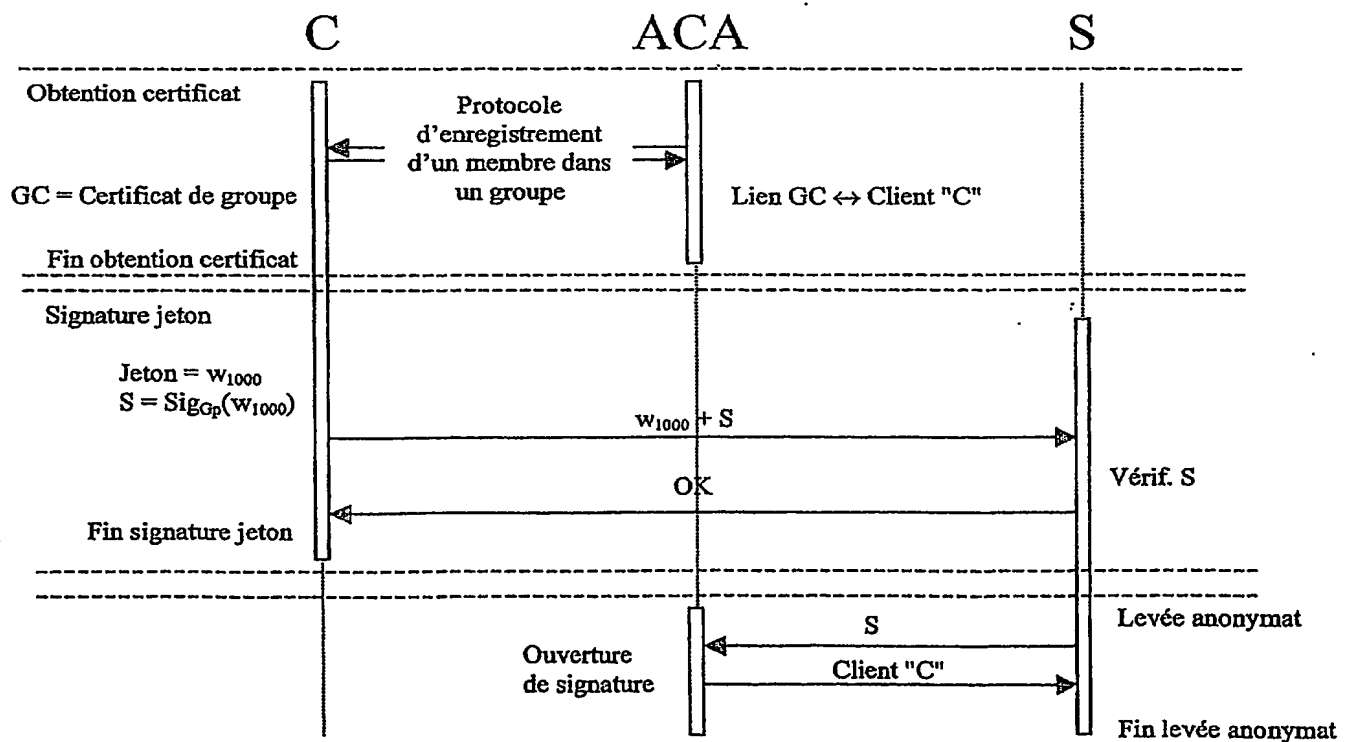 C ACA S
Obtention certificat
Protocole
d'enregistrement
d'un membre dans
un groupe
GC = Certificat de groupe
Lien GC ↔ Client "C"
Fin obtention certificat
Signature jeton
Jeton = w₁₀₀₀
S = Sig_Gp(w₁₀₀₀)
w₁₀₀₀ + S
Vérif. S
OK
Fin signature jeton
Levée anonymat
S
Ouverture
de signature
Client "C"
Fin levée anonymat